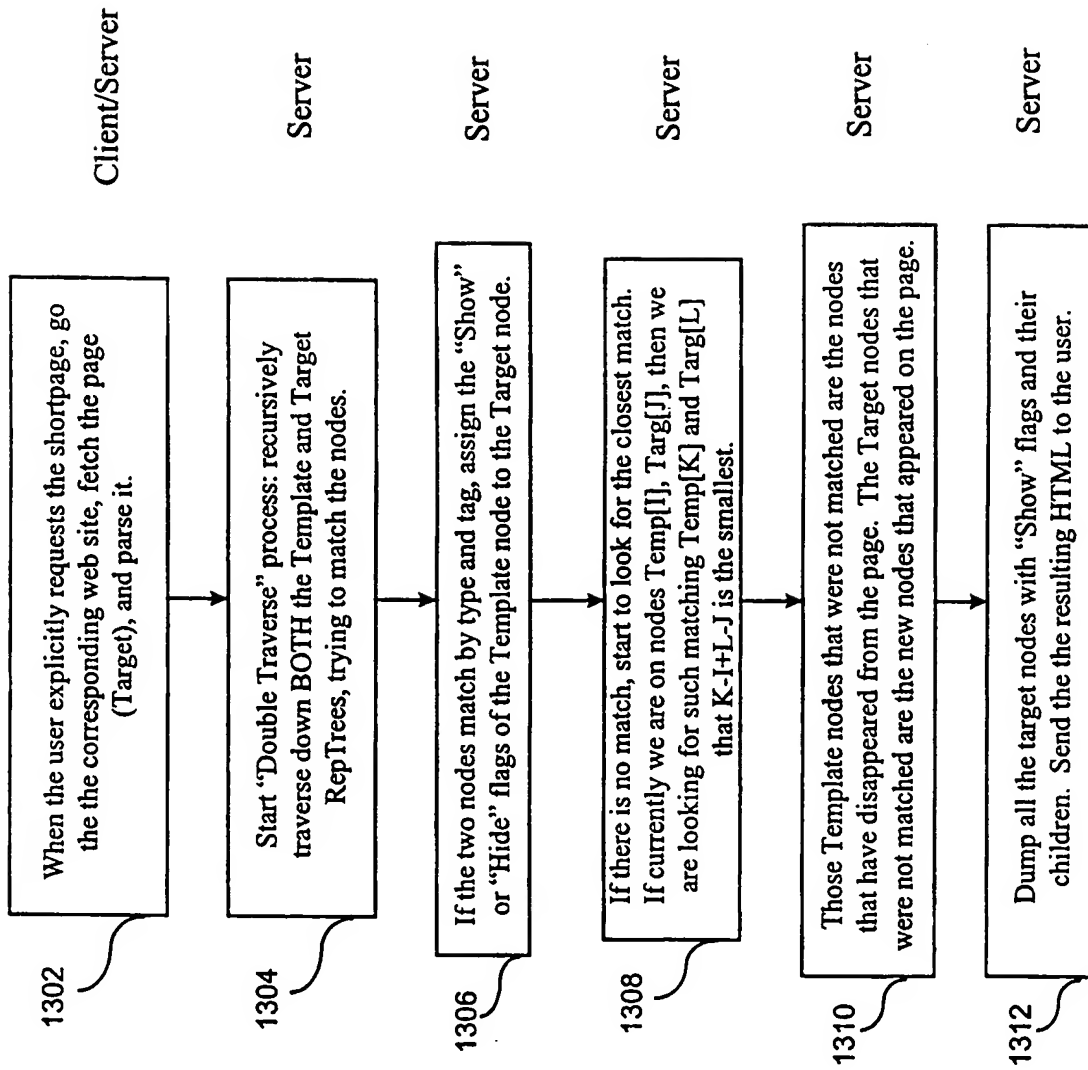 1302
When the user explicitly requests the shortpage, go
the the corresponding web site, fetch the page
(Target), and parse it.
Client/Server
1304
Start “Double Traverse” process: recursively
traverse down BOTH the Template and Target
RepTrees, trying to match the nodes.
Server
1306
If the two nodes match by type and tag, assign the “Show”
or “Hide” flags of the Template node to the Target node.
Server
1308
If there is no match, start to look for the closest match.
If currently we are on nodes Temp[I], Targ[J], then we
are looking for such matching Temp[K] and Targ[L]
that K-I+L-J is the smallest.
Server
1310
Those Template nodes that were not matched are the nodes
that have disappeared from the page. The Target nodes that
were not matched are the new nodes that appeared on the page.
Server
1312
Dump all the target nodes with “Show” flags and their
children. Send the resulting HTML to the user.
Server